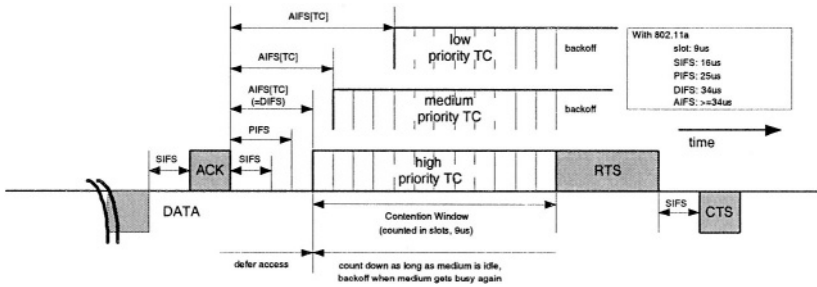 AIFS[TC]
low
priority TC
backoff
With 802.11a
slot: 9us
SIFS: 16us
PIFS: 25us
DIFS: 34us
AIFS: >=34us
AIFS[TC]
AIFS[TC]
(=DIFS)
medium
priority TC
backoff
PIFS
time
SIFS
ACK
SIFS
high
priority TC
RTS
DATA
SIFS
CTS
Contention Window
(counted in slots, 9us)
defer access
count down as long as medium is idle,
backoff when medium gets busy again